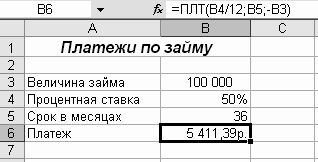 B6 fx =ПЛТ(B4/12;B5;-B3)
A B C
1 Платежи по займу
2
3 Величина займа 100 000
4 Процентная ставка 50%
5 Срок в месяцах 36
6 Платеж 5 411,39р.
7